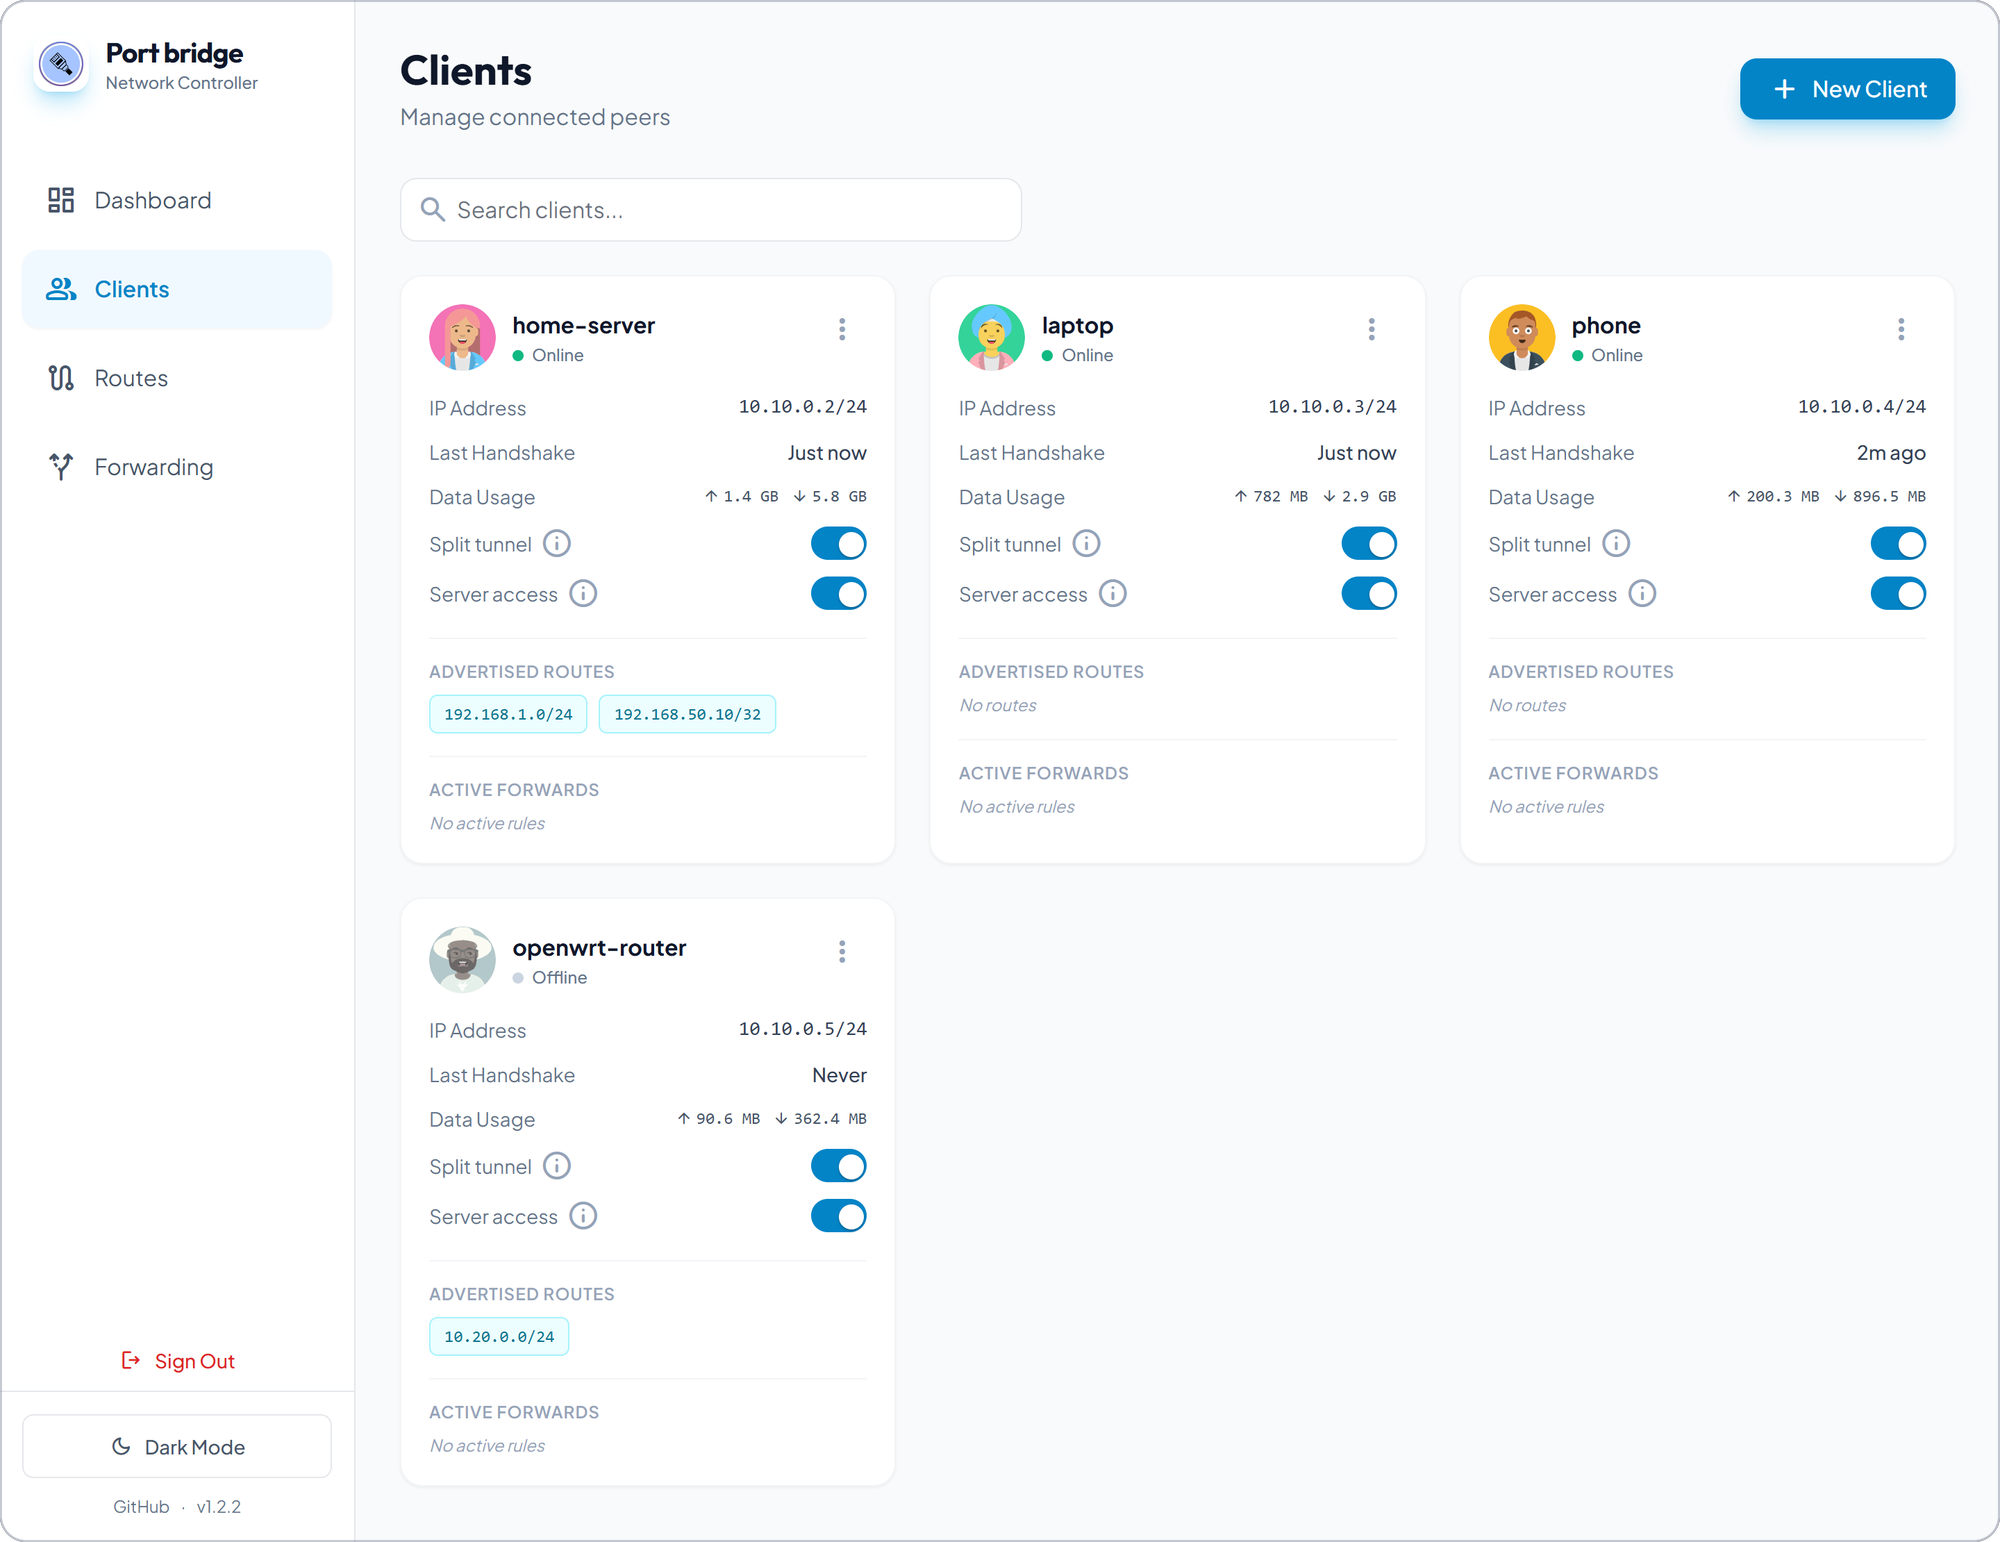 Port bridge
Network Controller
Dashboard
Clients
Routes
Forwarding
Sign Out
Dark Mode
GitHub · v1.2.2
Clients
Manage connected peers
New Client
Search clients...
home-server
Online
IP Address 10.10.0.2/24
Last Handshake Just now
Data Usage ↑ 1.4 GB ↓ 5.8 GB
Split tunnel
Server access
ADVERTISED ROUTES
192.168.1.0/24 192.168.50.10/32
ACTIVE FORWARDS
No active rules
laptop
Online
IP Address 10.10.0.3/24
Last Handshake Just now
Data Usage ↑ 782 MB ↓ 2.9 GB
Split tunnel
Server access
ADVERTISED ROUTES
No routes
ACTIVE FORWARDS
No active rules
phone
Online
IP Address 10.10.0.4/24
Last Handshake 2m ago
Data Usage ↑ 200.3 MB ↓ 896.5 MB
Split tunnel
Server access
ADVERTISED ROUTES
No routes
ACTIVE FORWARDS
No active rules
openwrt-router
Offline
IP Address 10.10.0.5/24
Last Handshake Never
Data Usage ↑ 90.6 MB ↓ 362.4 MB
Split tunnel
Server access
ADVERTISED ROUTES
10.20.0.0/24
ACTIVE FORWARDS
No active rules